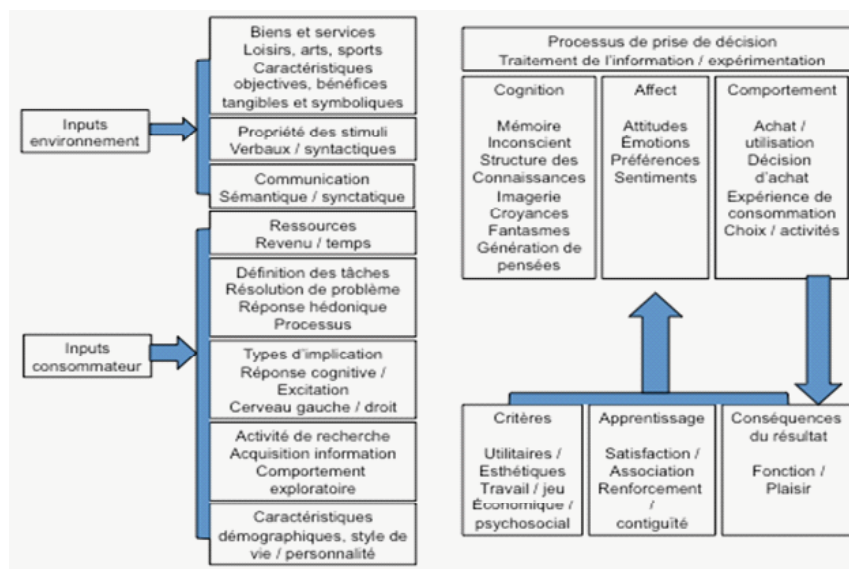 Biens et services
Loisirs, arts, sports
Caractéristiques
objectives, bénéfices
tangibles et symboliques
Inputs
environnement
Propriété des stimuli
Verbaux / syntactiques
Communication
Sémantique / synctatique
Ressources
Revenu / temps
Définition des tâches
Résolution de problème
Réponse hédonique
Processus
Inputs
consommateur
Types d'implication
Réponse cognitive /
Excitation
Cerveau gauche / droit
Activité de recherche
Acquisition information
Comportement
exploratoire
Caractéristiques
démographiques, style de
vie / personnalité
Processus de prise de décision
Traitement de l'information / expérimentation
Cognition
Mémoire
Inconscient
Structure des
Connaissances
Imagerie
Croyances
Fantasmes
Génération de
pensées
Affect
Attitudes
Émotions
Préférences
Sentiments
Comportement
Achat /
utilisation
Décision
d'achat
Expérience de
consommation
Choix / activités
Critères
Utilitaires /
Esthétiques
Travail / jeu
Économique /
psychosocial
Apprentissage
Satisfaction /
Association
Renforcement
/
contiguïté
Conséquences
du résultat
Fonction /
Plaisir